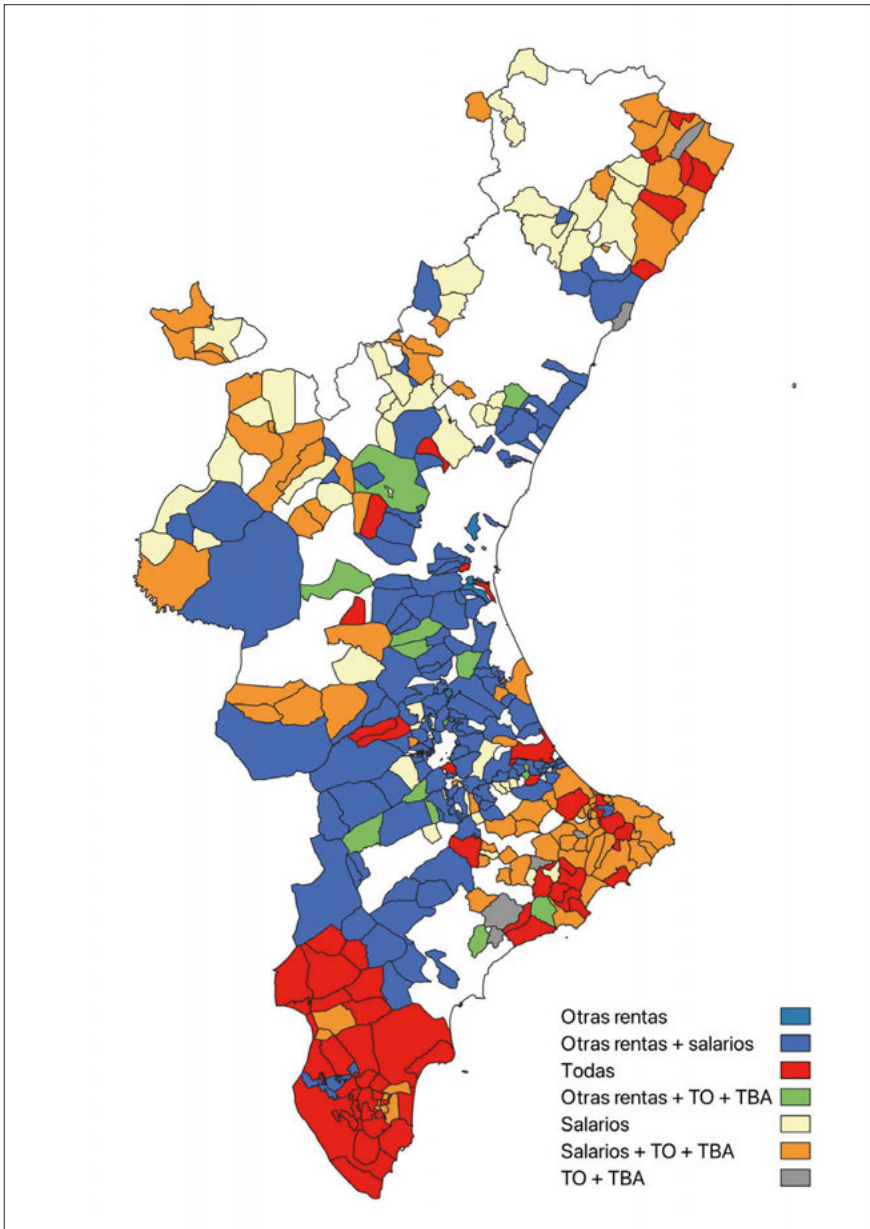 Otras rentas
Otras rentas + salarios
Todas
Otras rentas + TO + TBA
Salarios
Salarios + TO + TBA
TO + TBA